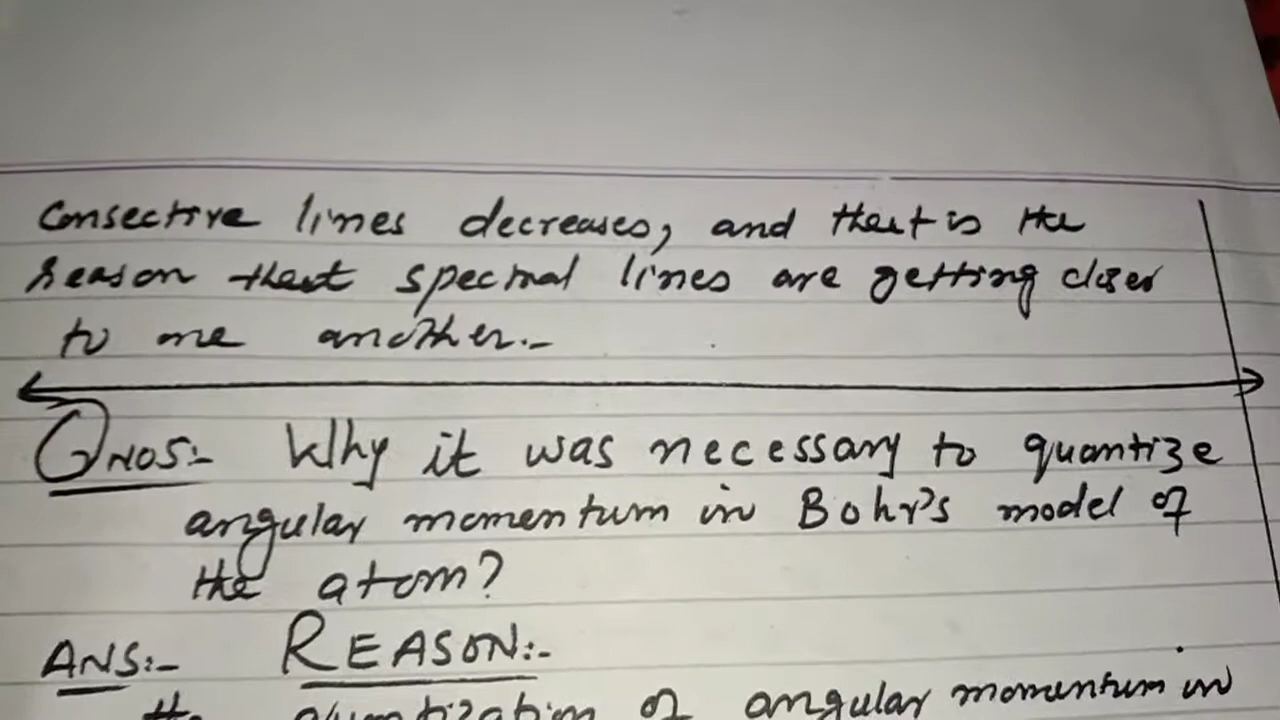 Consective lines decreases, and that is the
reason that spectral lines are getting closer
to one another.-
QNO5:- Why it was necessary to quantize
angular momentum in Bohr's model of
the atom?
ANS:- REASON:-
the quantization of angular momentum in